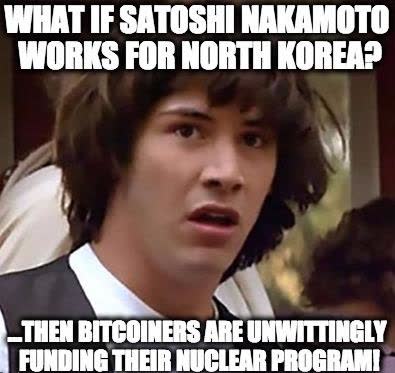 WHAT IF SATOSHI NAKAMOTO
WORKS FOR NORTH KOREA?
...THEN BITCOINERS ARE UNWITTINGLY
FUNDING THEIR NUCLEAR PROGRAM!